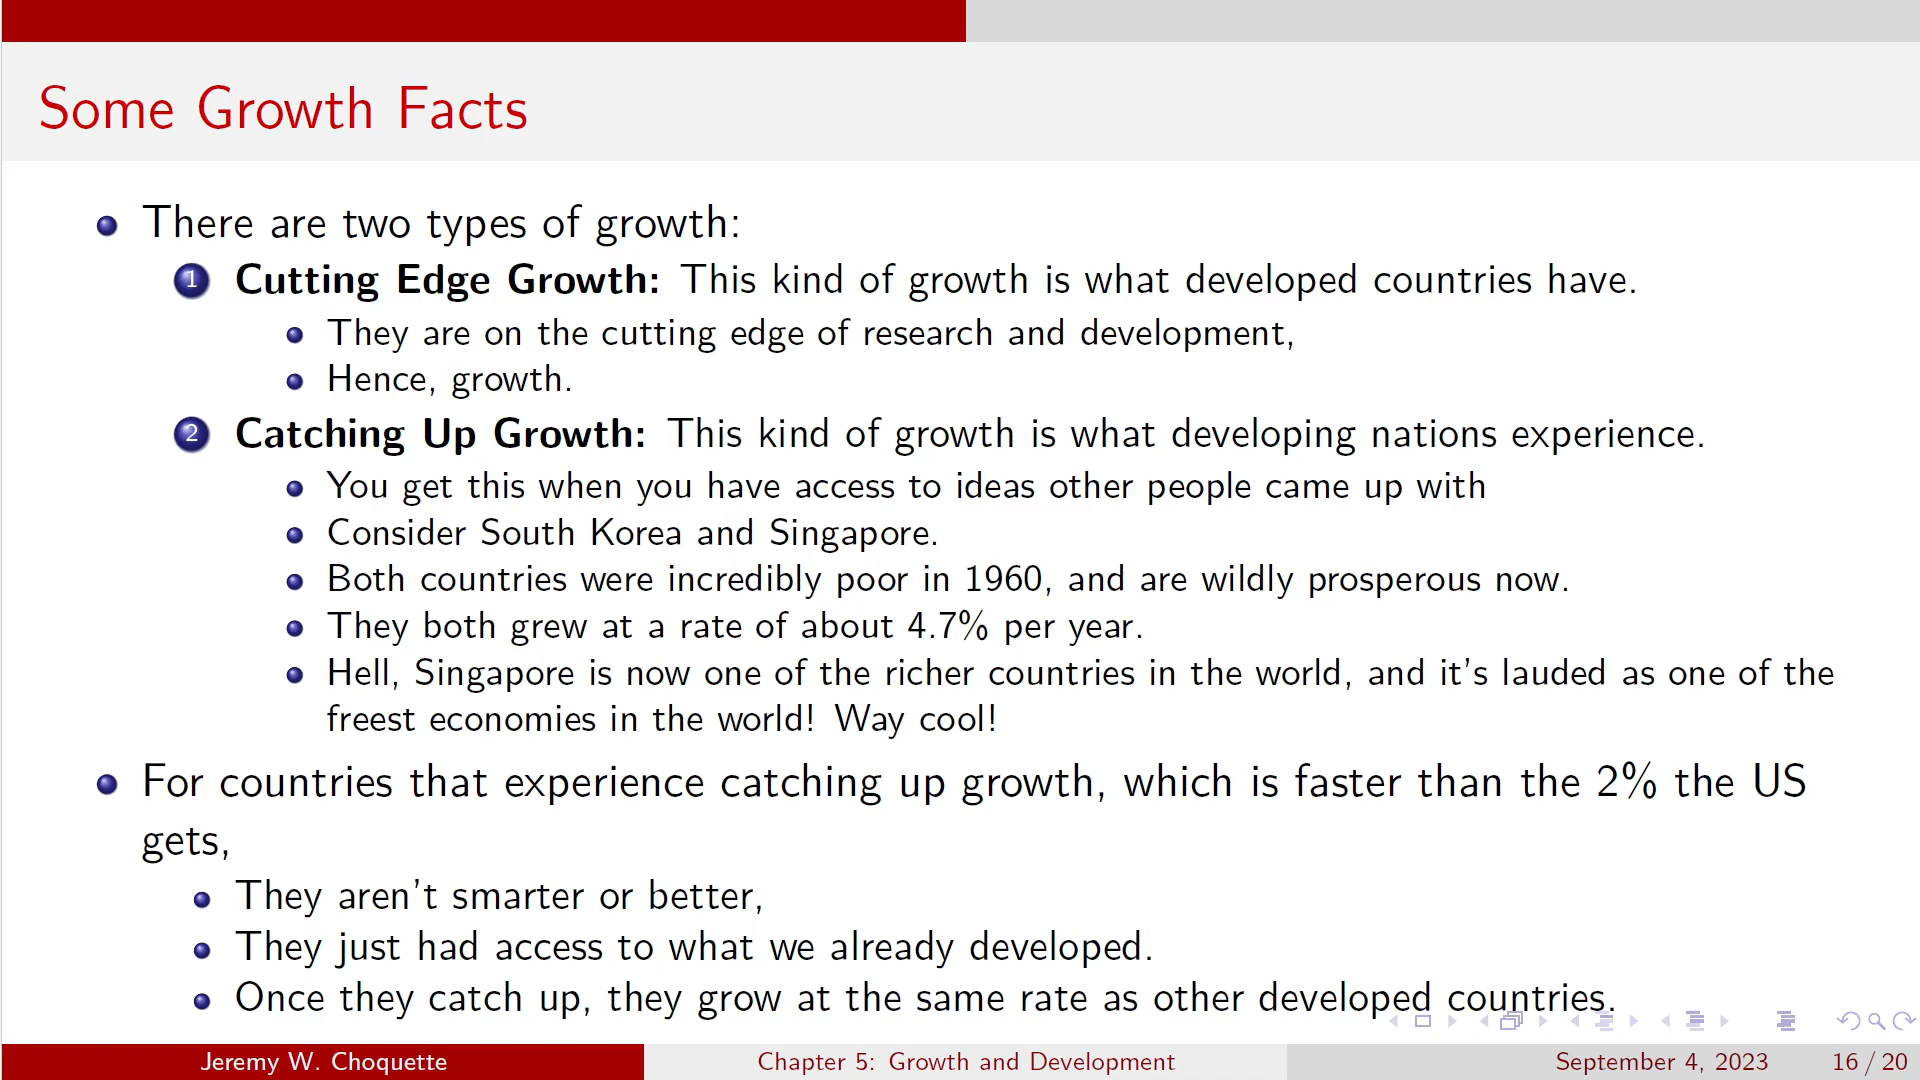 Some Growth Facts
There are two types of growth:
1 Cutting Edge Growth: This kind of growth is what developed countries have.
They are on the cutting edge of research and development,
Hence, growth.
2 Catching Up Growth: This kind of growth is what developing nations experience.
You get this when you have access to ideas other people came up with
Consider South Korea and Singapore.
Both countries were incredibly poor in 1960, and are wildly prosperous now.
They both grew at a rate of about 4.7% per year.
Hell, Singapore is now one of the richer countries in the world, and it's lauded as one of the
freest economies in the world! Way cool!
For countries that experience catching up growth, which is faster than the 2% the US
gets,
They aren't smarter or better,
They just had access to what we already developed.
Once they catch up, they grow at the same rate as other developed countries.
Jeremy W. Choquette Chapter 5: Growth and Development September 4, 2023 16 / 20